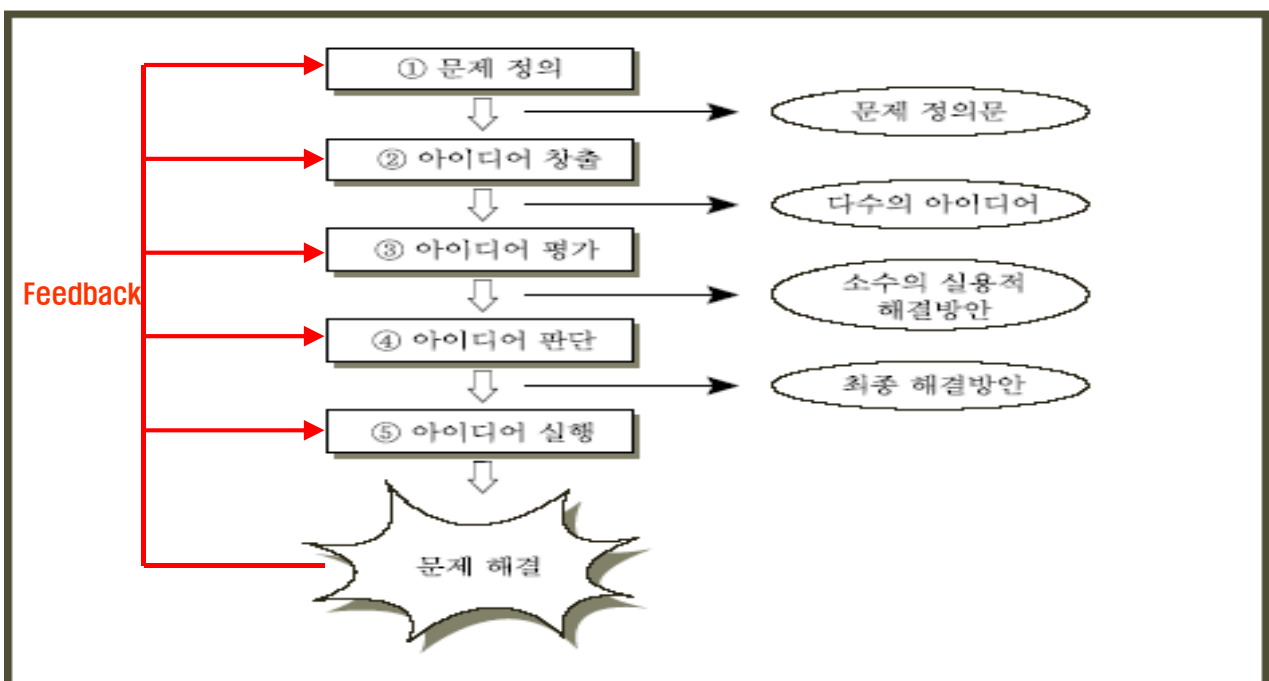 ① 문제 정의
문제 정의문
② 아이디어 창출
다수의 아이디어
③ 아이디어 평가
Feedback
소수의 실용적
해결방안
④ 아이디어 판단
최종 해결방안
⑤ 아이디어 실행
문제 해결